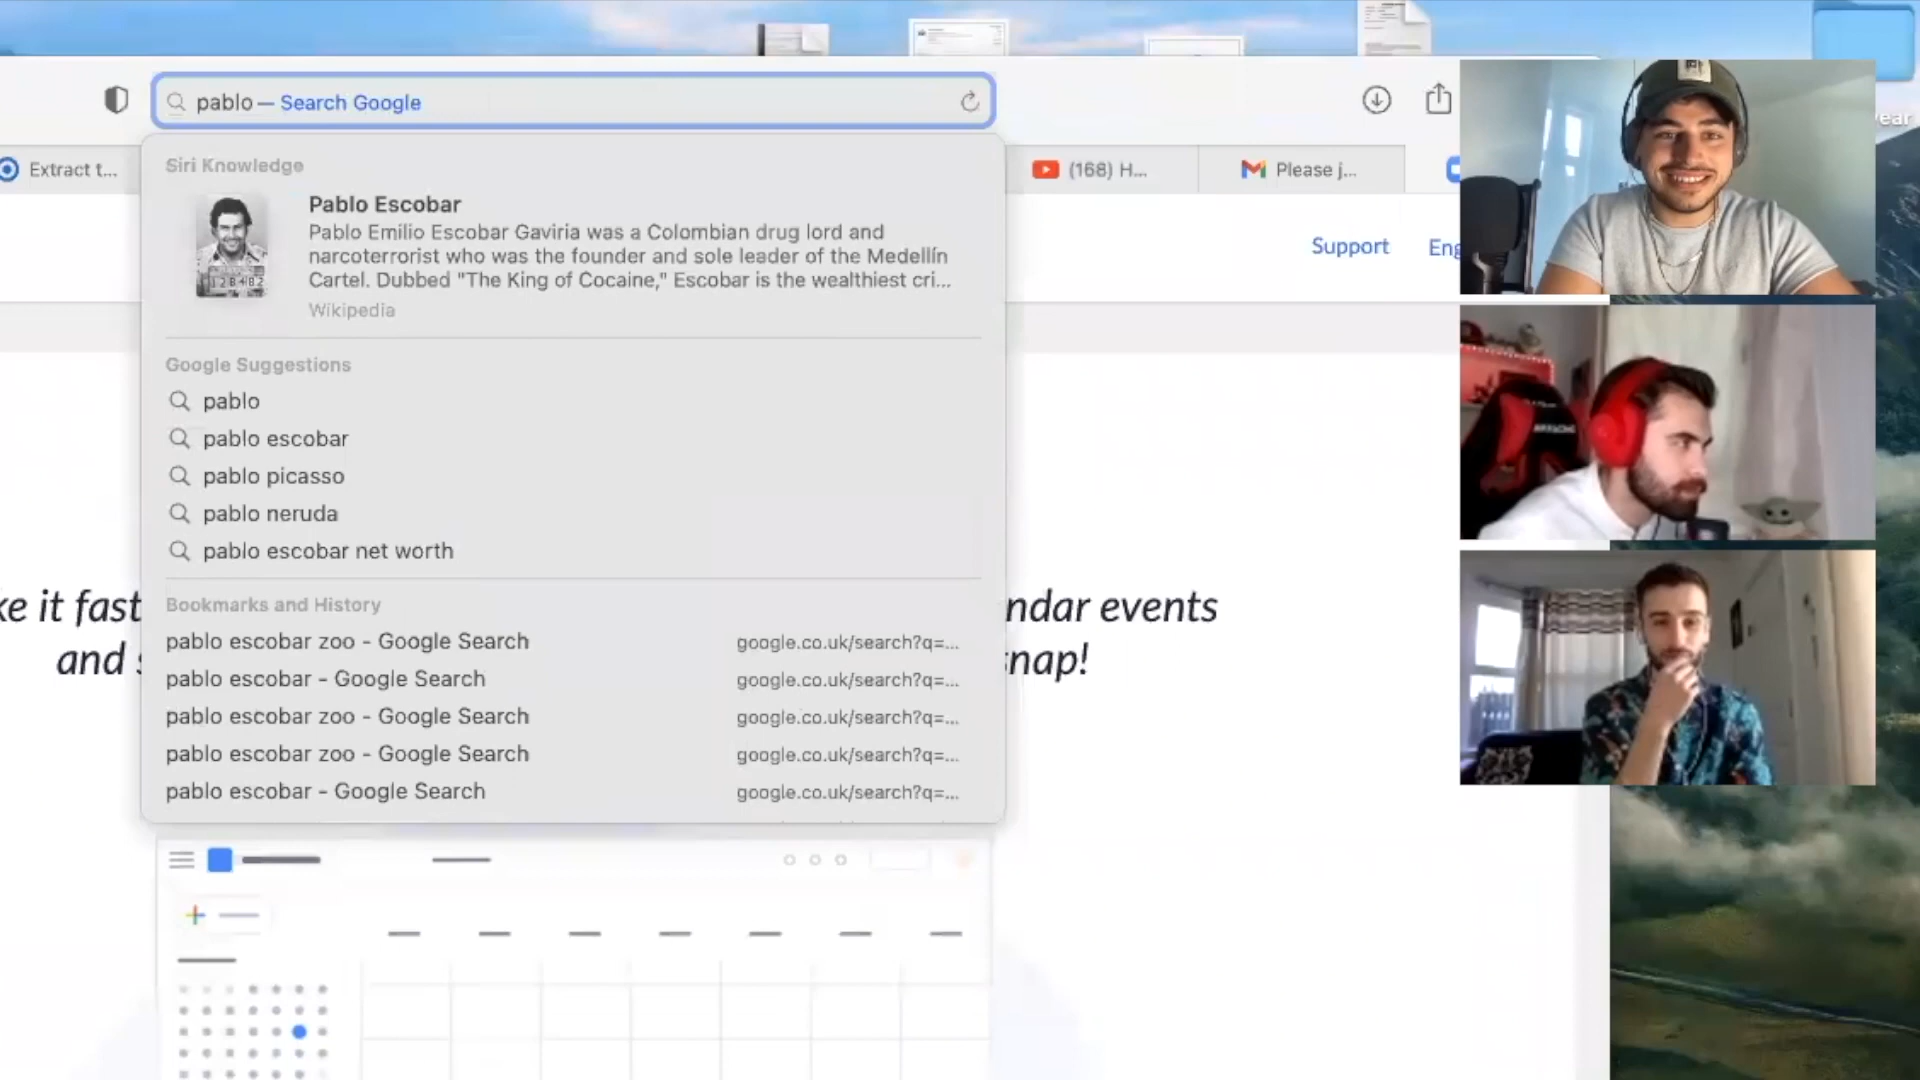 pablo — Search Google
year
Extract t...
(168) H...
Please j...
Siri Knowledge
Pablo Escobar
Pablo Emilio Escobar Gaviria was a Colombian drug lord and
narcoterrorist who was the founder and sole leader of the Medellín
Cartel. Dubbed "The King of Cocaine," Escobar is the wealthiest cri...
Wikipedia
Support
Eng
Google Suggestions
pablo
pablo escobar
pablo picasso
pablo neruda
pablo escobar net worth
Bookmarks and History
pablo escobar zoo - Google Search google.co.uk/search?q=...
pablo escobar - Google Search google.co.uk/search?q=...
pablo escobar zoo - Google Search google.co.uk/search?q=...
pablo escobar zoo - Google Search google.co.uk/search?q=...
pablo escobar - Google Search google.co.uk/search?q=...
ke it fast ndar events
and s snap!